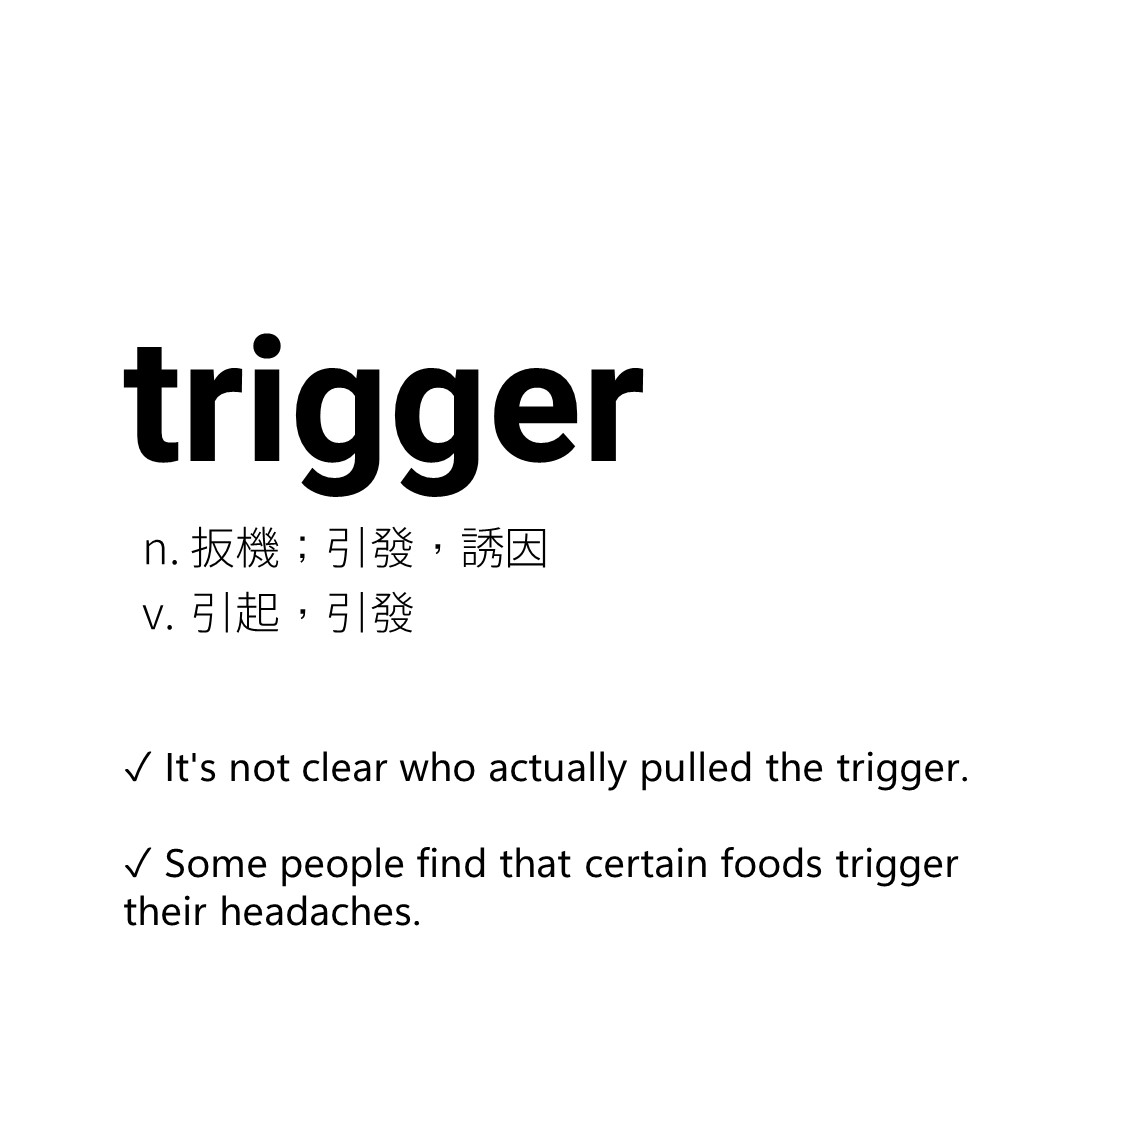 trigger
n. 扳機；引發，誘因
v. 引起，引發
✓ It's not clear who actually pulled the trigger.
✓ Some people find that certain foods trigger
their headaches.